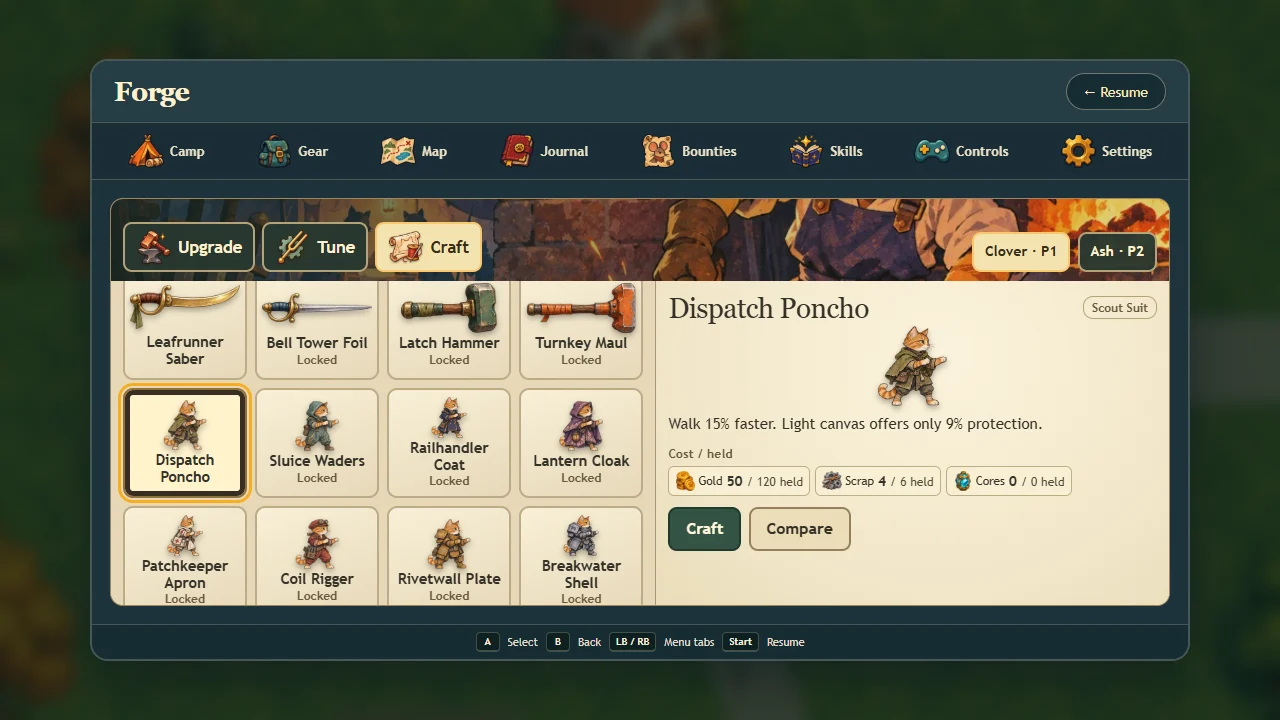 Forge
← Resume
Camp
Gear
Map
Journal
Bounties
Skills
Controls
Settings
Upgrade
Tune
Craft
Clover · P1
Ash · P2
Leafrunner
Saber
Bell Tower Foil
Locked
Latch Hammer
Locked
Turnkey Maul
Locked
Dispatch
Poncho
Sluice Waders
Locked
Railhandler
Coat
Locked
Lantern Cloak
Locked
Patchkeeper
Apron
Locked
Coil Rigger
Locked
Rivetwall Plate
Locked
Breakwater
Shell
Locked
Dispatch Poncho
Scout Suit
Walk 15% faster. Light canvas offers only 9% protection.
Cost / held
Gold 50 / 120 held
Scrap 4 / 6 held
Cores 0 / 0 held
Craft
Compare
A Select B Back LB / RB Menu tabs Start Resume